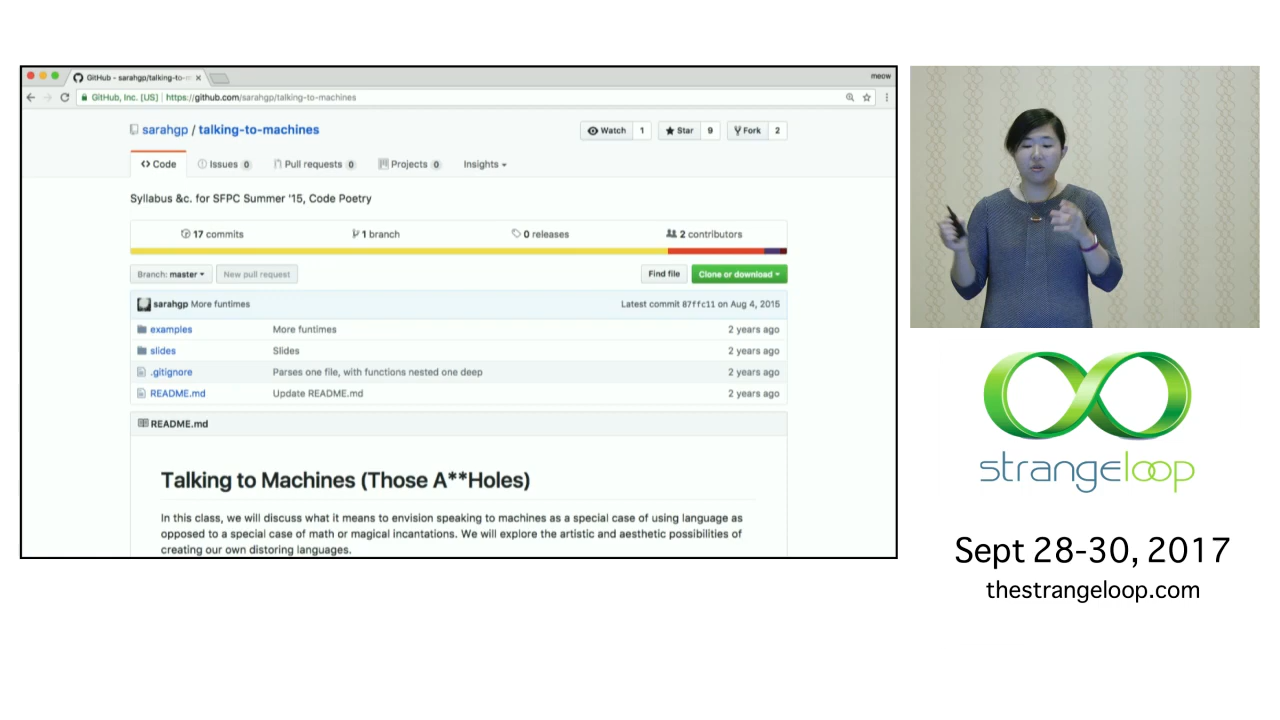 GitHub - sarahgp/talking-to-m
meow
GitHub, Inc. [US] | https://github.com/sarahgp/talking-to-machines
sarahgp / talking-to-machines
Watch 1 Star 9 Fork 2
Code Issues 0 Pull requests 0 Projects 0 Insights
Syllabus &c. for SFPC Summer '15, Code Poetry
17 commits 1 branch 0 releases 2 contributors
Branch: master New pull request Find file Clone or download
sarahgp More funtimes Latest commit 87ffc11 on Aug 4, 2015
examples More funtimes 2 years ago
slides Slides 2 years ago
.gitignore Parses one file, with functions nested one deep 2 years ago
README.md Update README.md 2 years ago
README.md
Talking to Machines (Those A**Holes)
In this class, we will discuss what it means to envision speaking to machines as a special case of using language as
opposed to a special case of math or magical incantations. We will explore the artistic and aesthetic possibilities of
creating our own distoring languages.
strangeloop
Sept 28-30, 2017
thestrangeloop.com